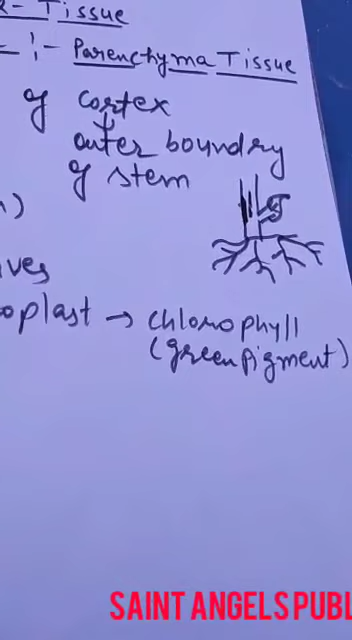 Tissue
:- Parenchyma Tissue
of cortex
outer boundry
of stem
ves
oplast → chlorophyll
(green pigment)
SAINT ANGELS PUBL